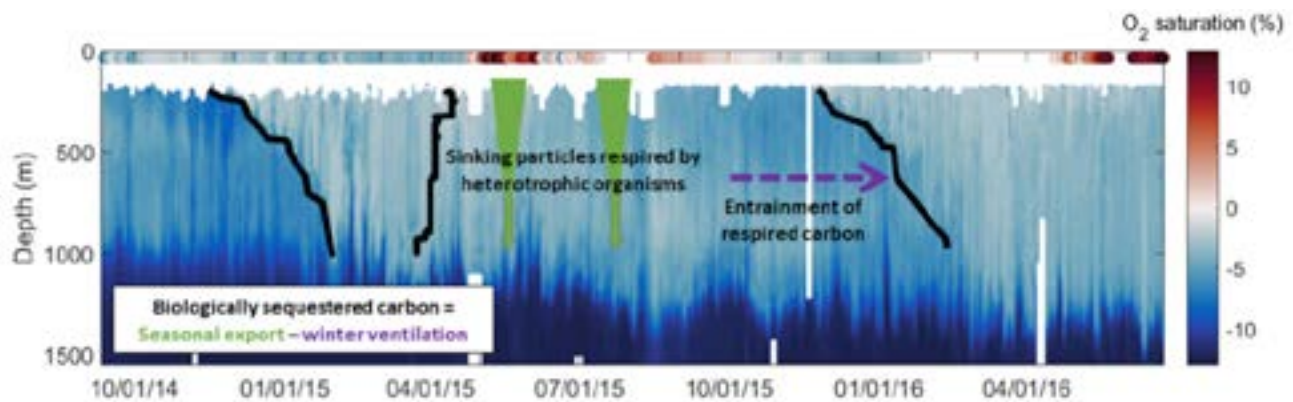 O2 saturation (%)
0
500
1000
1500
Depth (m)
Sinking particles respired by
heterotrophic organisms
Entrainment of
respired carbon
Biologically sequestered carbon =
Seasonal export – winter ventilation
10/01/14
01/01/15
04/01/15
07/01/15
10/01/15
01/01/16
04/01/16
10
5
0
-5
-10